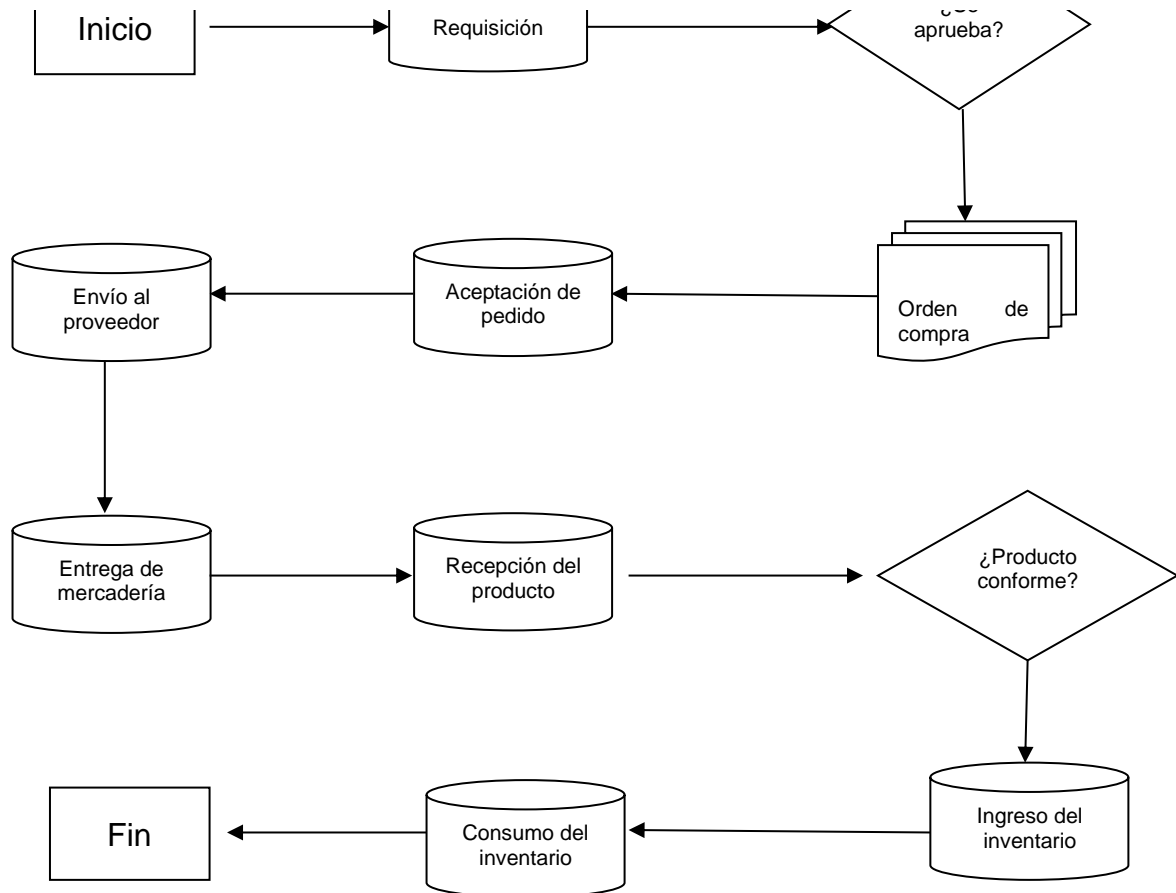 Inicio
Requisición
aprueba?
Envío al
proveedor
Aceptación de
pedido
Orden de
compra
Entrega de
mercadería
Recepción del
producto
¿Producto
conforme?
Fin
Consumo del
inventario
Ingreso del
inventario